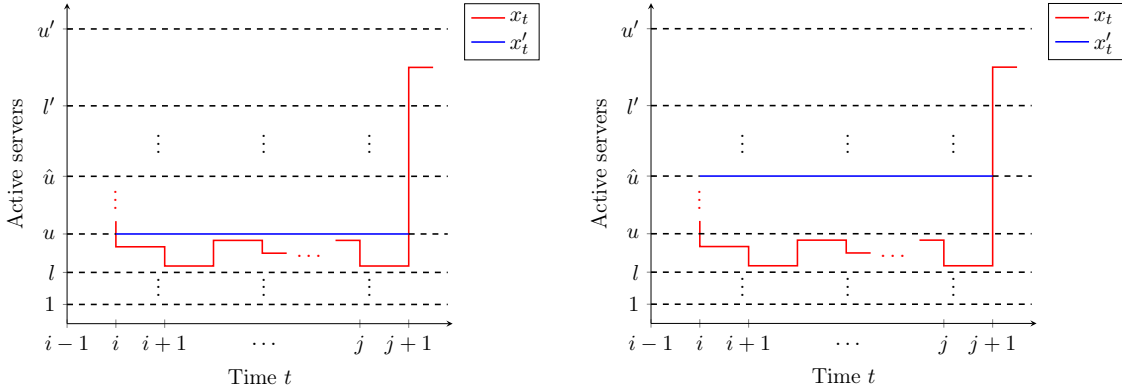 x_t
x'_t
u'
l'
û
u
l
1
Active servers
i − 1 i i + 1 ⋯ j j + 1
Time t
x_t
x'_t
u'
l'
û
u
l
1
Active servers
i − 1 i i + 1 ⋯ j j + 1
Time t